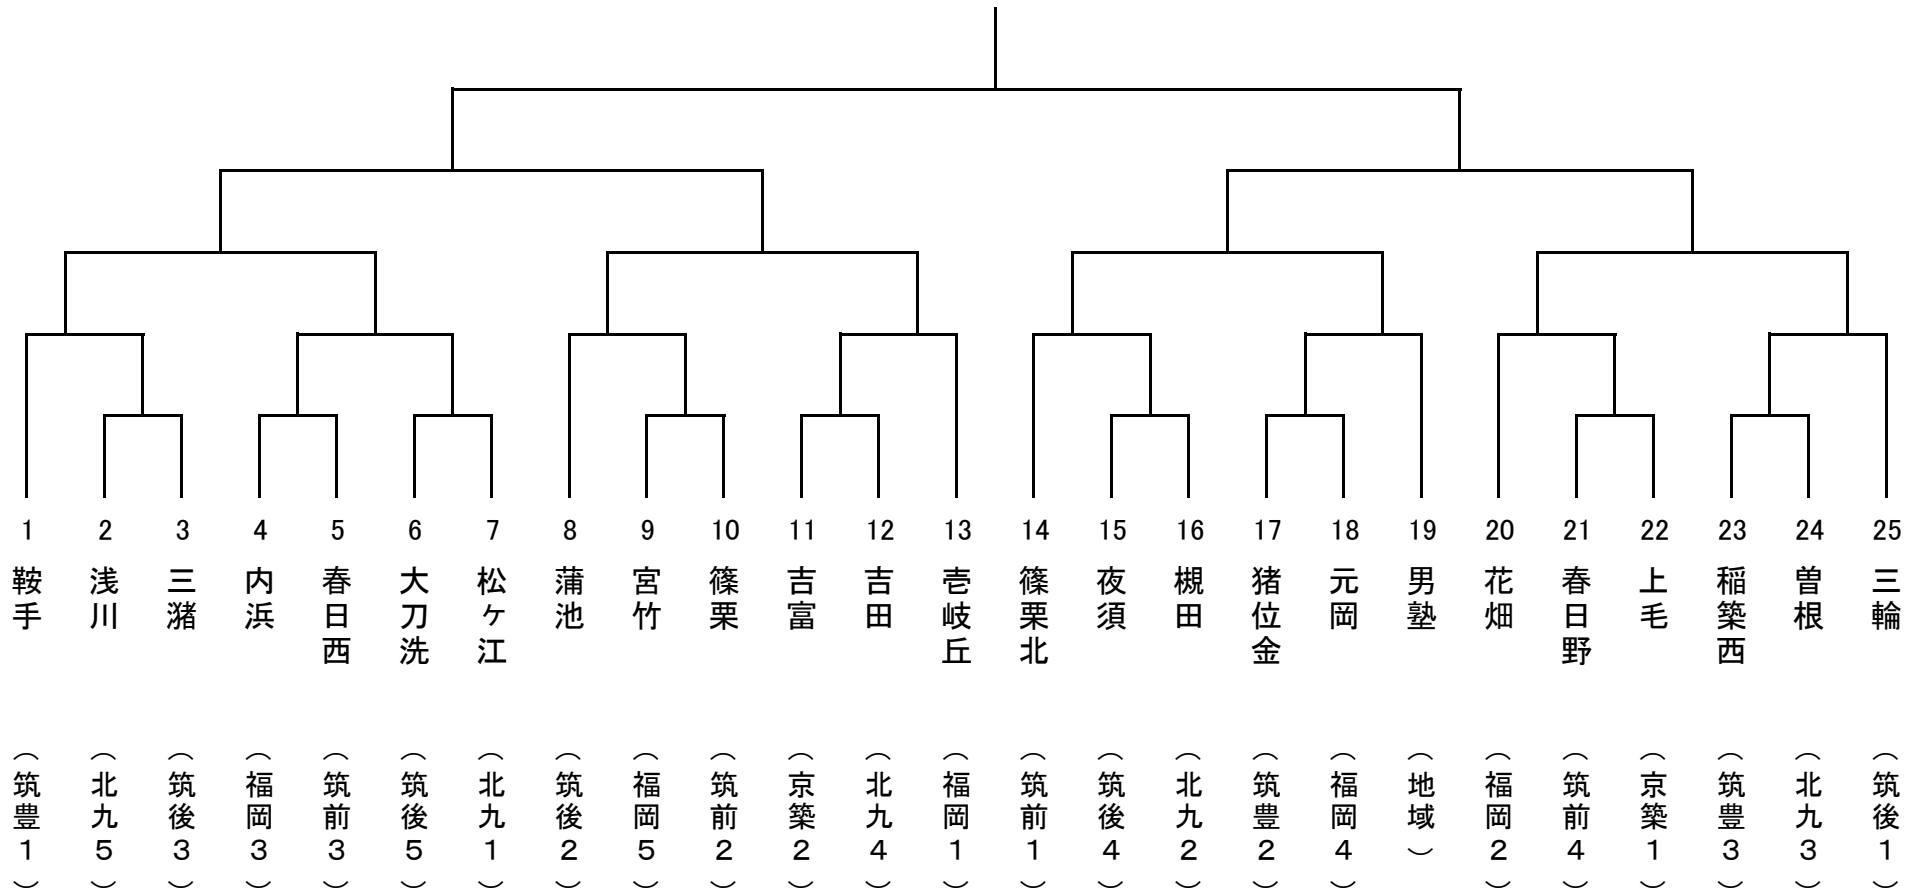 1 2 3 4 5 6 7 8 9 10 11 12 13 14 15 16 17 18 19 20 21 22 23 24 25
鞍手
浅川
三潴
内浜
春日西
大刀洗
松ヶ江
蒲池
宮竹
篠栗
吉富
吉田
壱岐丘
篠栗北
夜須
槻田
猪位金
元岡
男塾
花畑
春日野
上毛
稲築西
曽根
三輪
（筑豊１）
（北九５）
（筑後３）
（福岡３）
（筑前３）
（筑後５）
（北九１）
（筑後２）
（福岡５）
（筑前２）
（京築２）
（北九４）
（福岡１）
（筑前１）
（筑後４）
（北九２）
（筑豊２）
（福岡４）
（地域）
（福岡２）
（筑前４）
（京築１）
（筑豊３）
（北九３）
（筑後１）